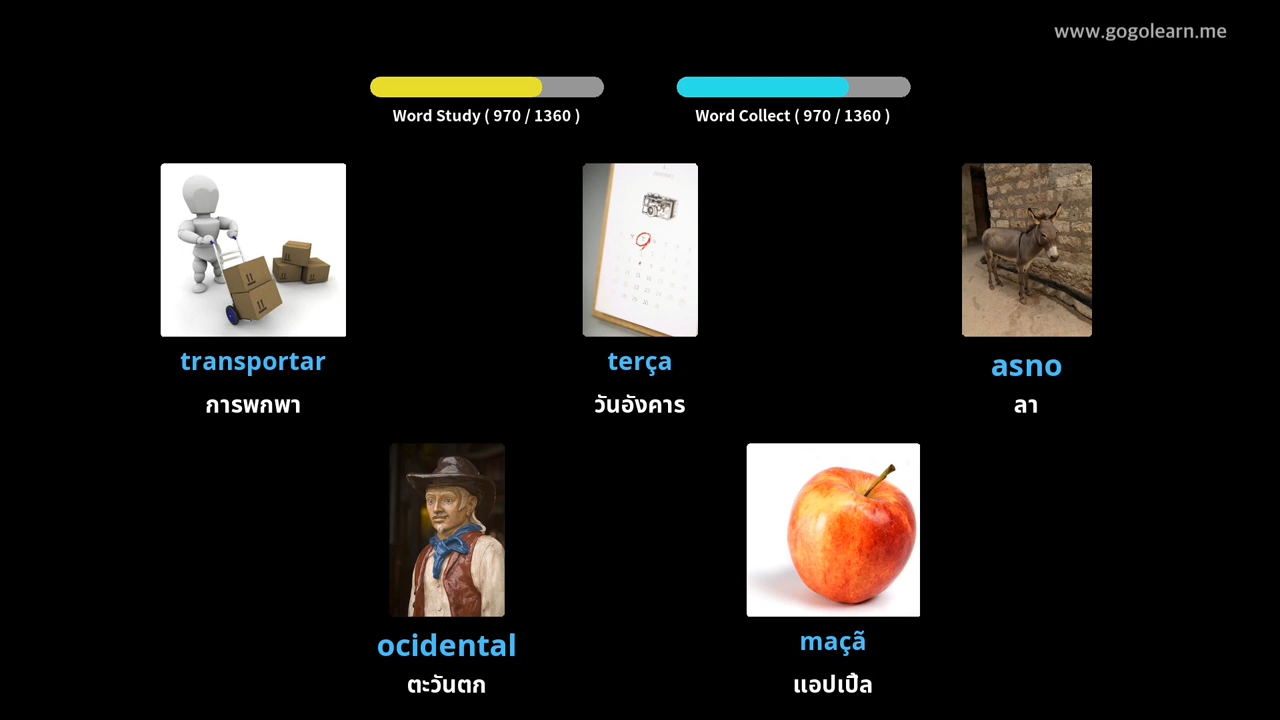 www.gogolearn.me
Word Study ( 970 / 1360 )
Word Collect ( 970 / 1360 )
transportar
การพกพา
terça
วันอังคาร
asno
ลา
ocidental
ตะวันตก
maçã
แอปเปิ้ล